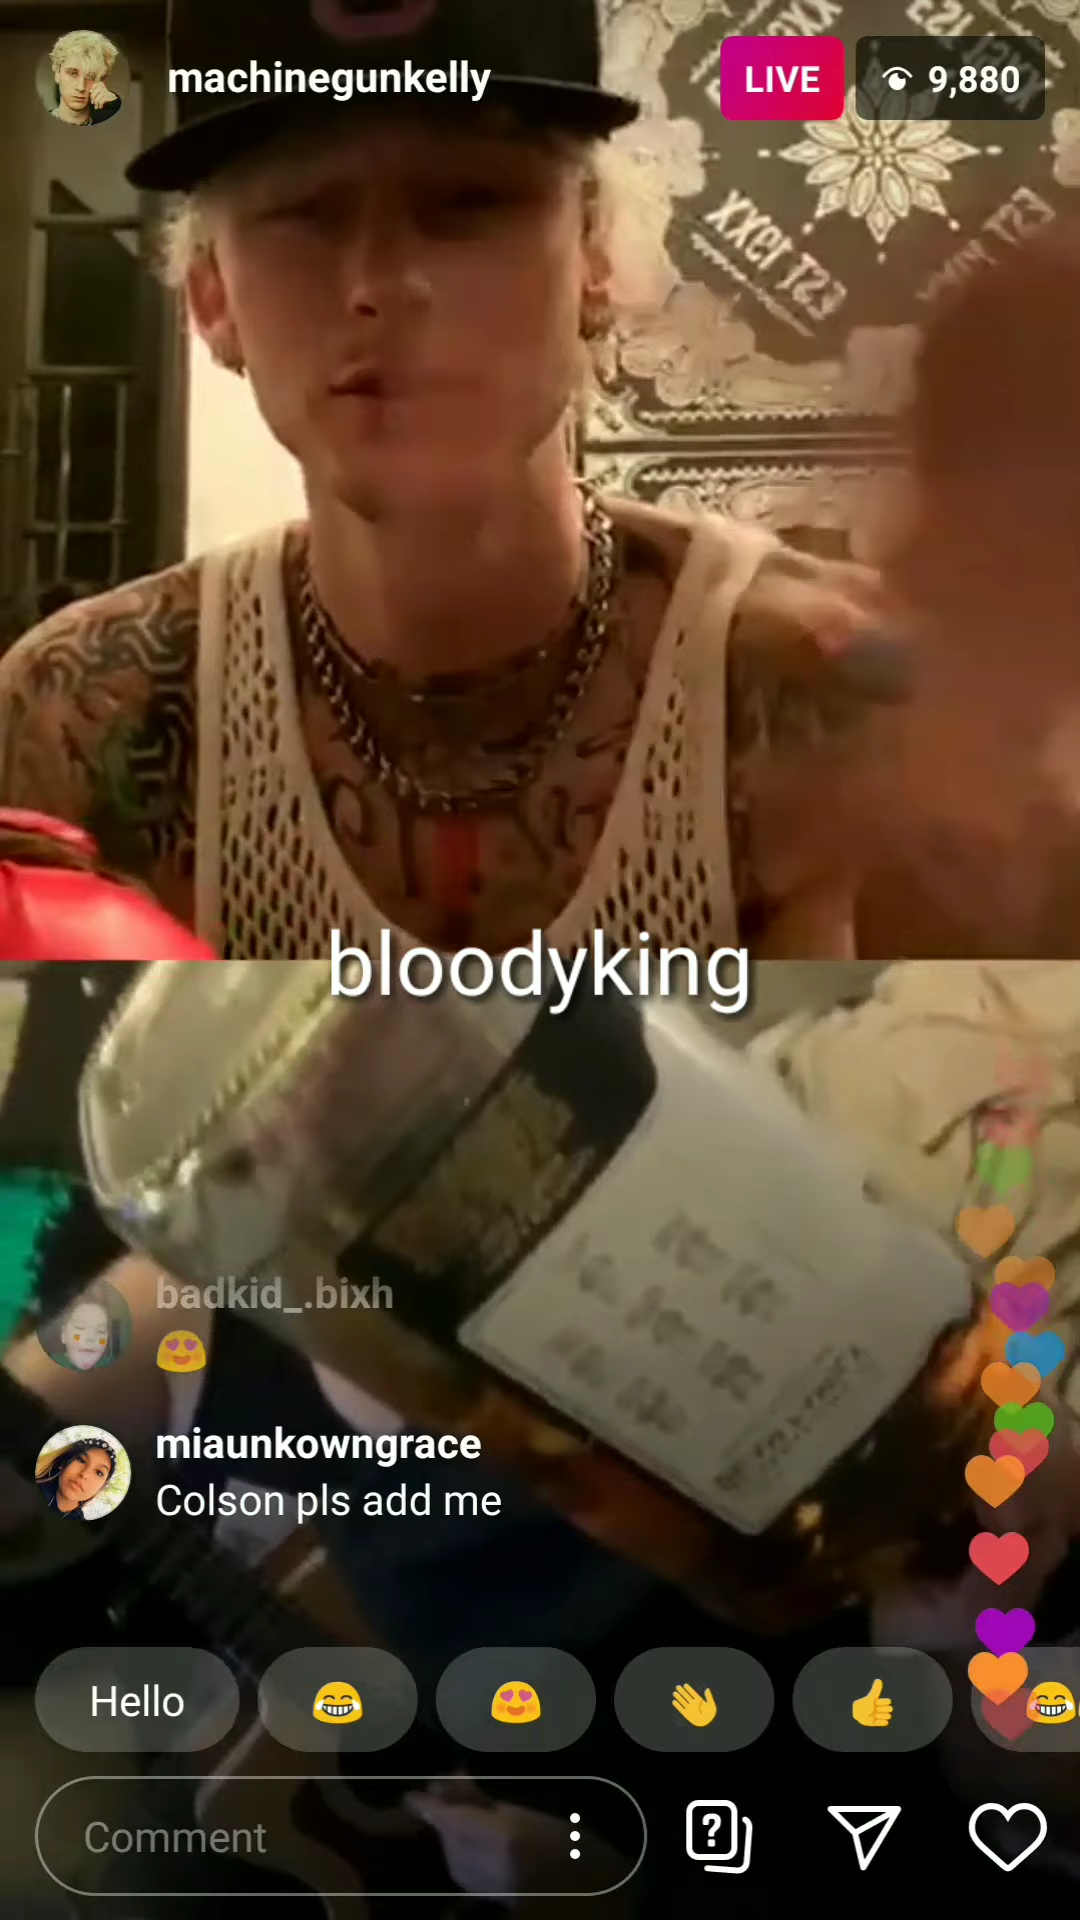 machinegunkelly
LIVE
9,880
bloodyking
badkid_.bixh
😍
miaunkowngrace
Colson pls add me
Hello
😂
😍
👋
👍
😂
Comment